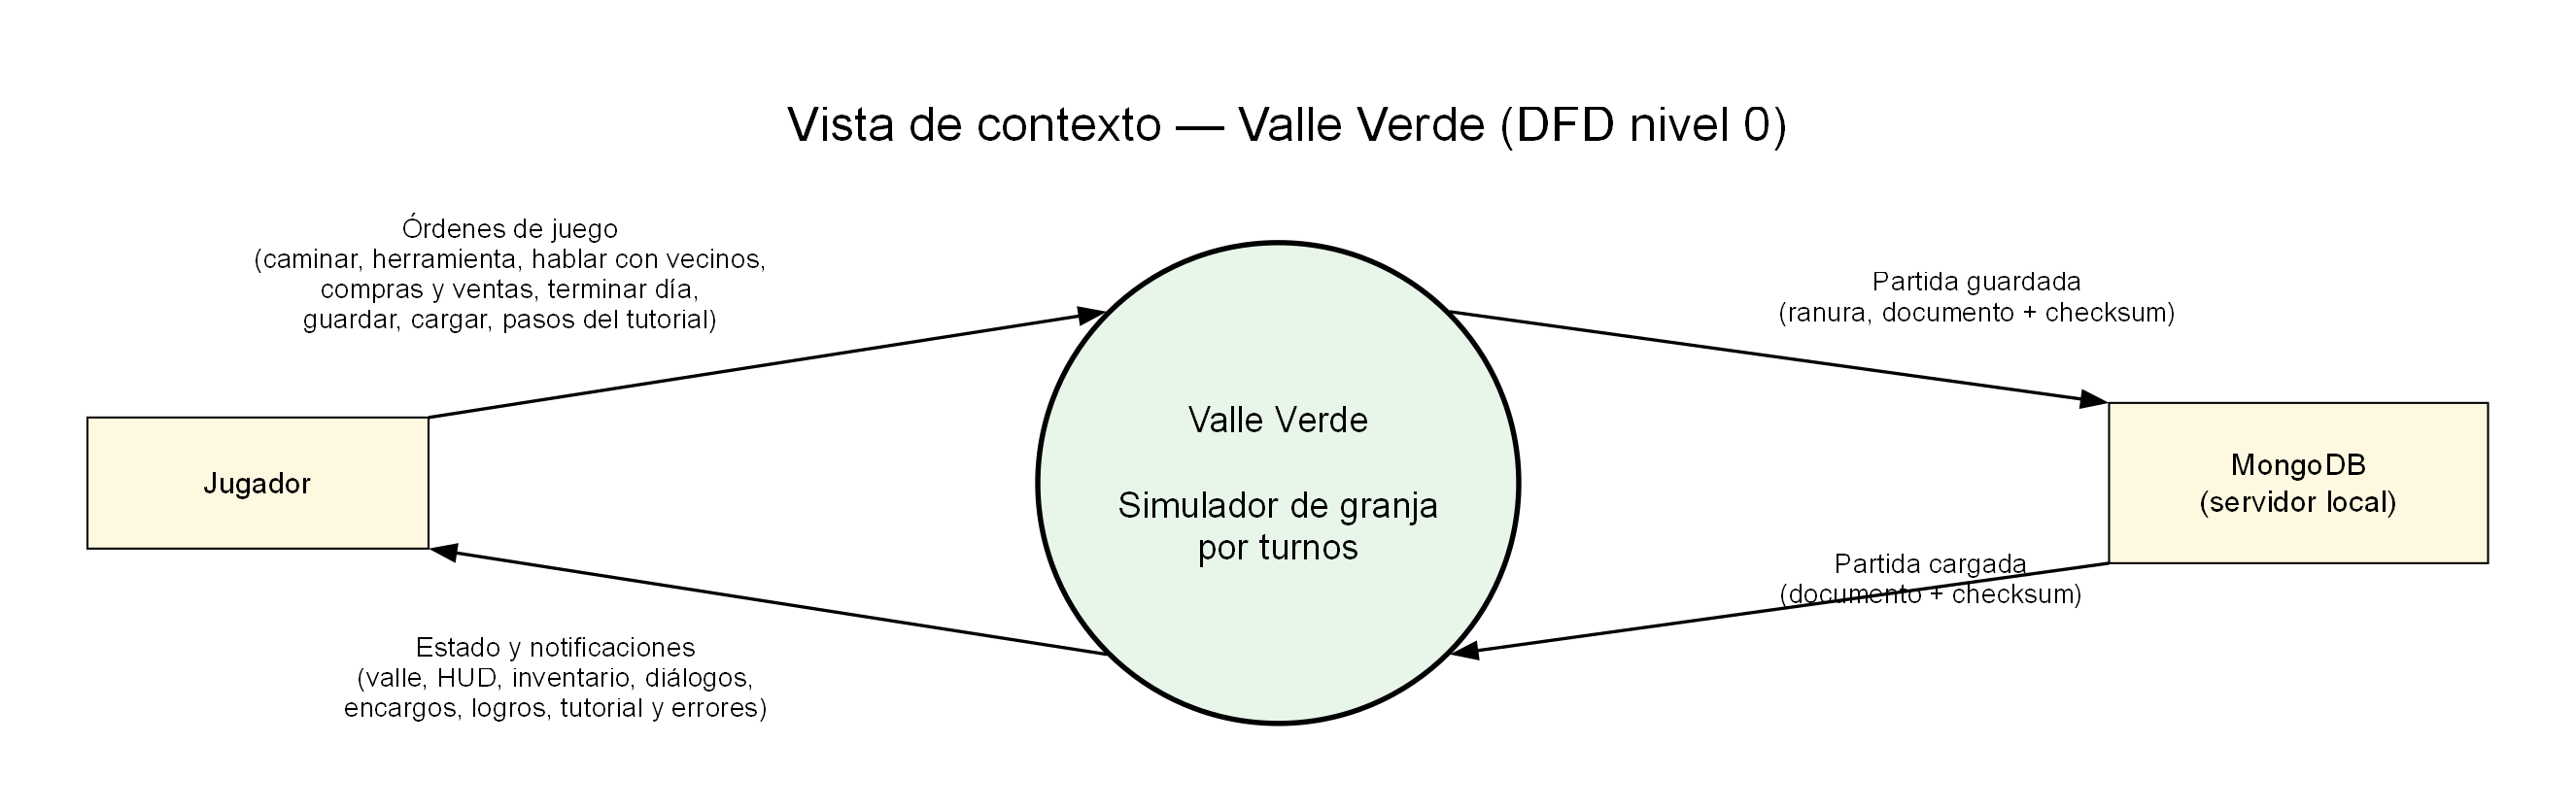 Vista de contexto — Valle Verde (DFD nivel 0)
Órdenes de juego
(caminar, herramienta, hablar con vecinos,
compras y ventas, terminar día,
guardar, cargar, pasos del tutorial)
Partida guardada
(ranura, documento + checksum)
Jugador
Valle Verde
Simulador de granja
por turnos
MongoDB
(servidor local)
Partida cargada
(documento + checksum)
Estado y notificaciones
(valle, HUD, inventario, diálogos,
encargos, logros, tutorial y errores)